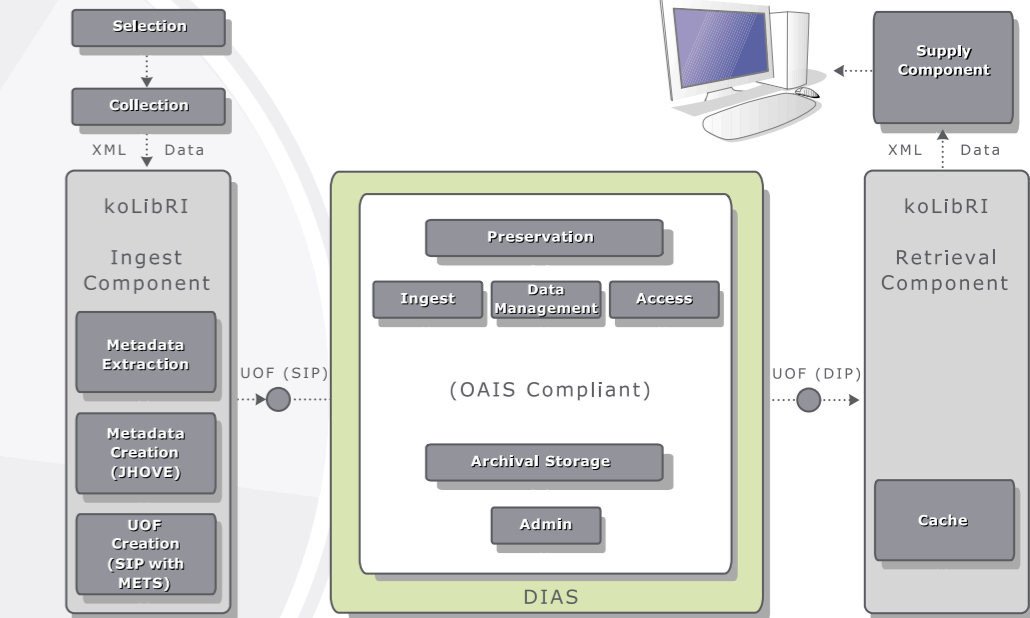 Selection
Collection
XML Data
koLibRI
Ingest
Component
Metadata
Extraction
Metadata
Creation
(JHOVE)
UOF
Creation
(SIP with
METS)
UOF (SIP)
Preservation
Ingest
Data
Management
Access
(OAIS Compliant)
Archival Storage
Admin
DIAS
UOF (DIP)
Supply
Component
XML Data
koLibRI
Retrieval
Component
Cache